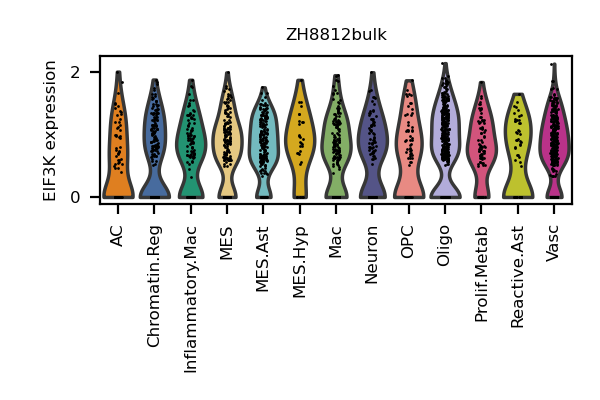 ZH8812bulk
EIF3K expression
2
0
AC
Chromatin.Reg
Inflammatory.Mac
MES
MES.Ast
MES.Hyp
Mac
Neuron
OPC
Oligo
Prolif.Metab
Reactive.Ast
Vasc